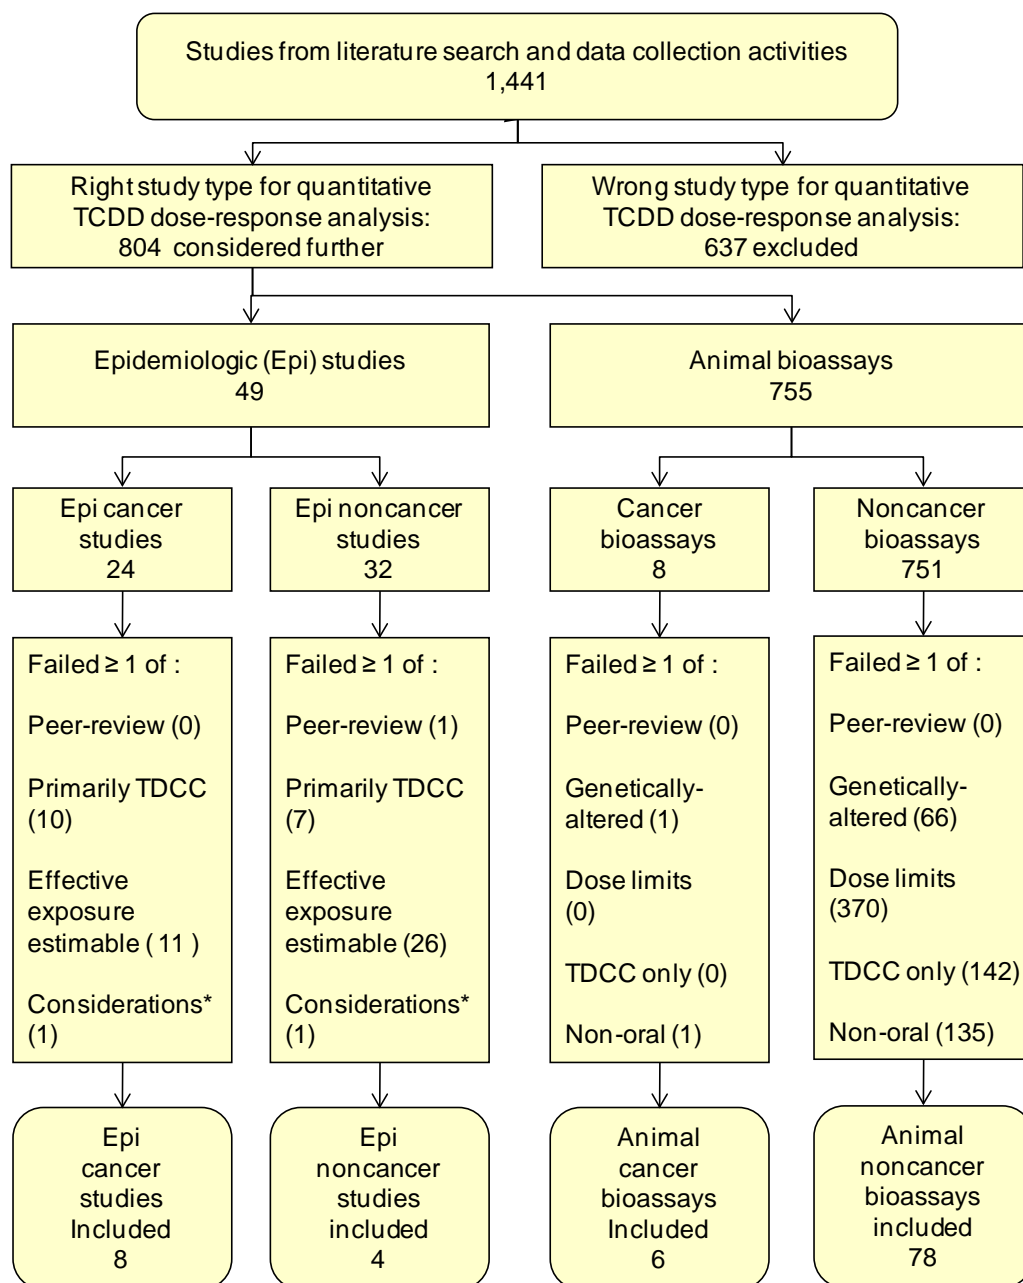 Studies from literature search and data collection activities
1,441
Right study type for quantitative
TCDD dose-response analysis:
804 considered further
Wrong study type for quantitative
TCDD dose-response analysis:
637 excluded
Epidemiologic (Epi) studies
49
Animal bioassays
755
Epi cancer
studies
24
Epi noncancer
studies
32
Cancer
bioassays
8
Noncancer
bioassays
751
Failed ≥ 1 of :
Peer-review (0)
Primarily TDCC
(10)
Effective
exposure
estimable ( 11 )
Considerations*
(1)
Failed ≥ 1 of :
Peer-review (1)
Primarily TDCC
(7)
Effective
exposure
estimable (26)
Considerations*
(1)
Failed ≥ 1 of :
Peer-review (0)
Genetically-
altered (1)
Dose limits
(0)
TDCC only (0)
Non-oral (1)
Failed ≥ 1 of :
Peer-review (0)
Genetically-
altered (66)
Dose limits
(370)
TDCC only (142)
Non-oral (135)
Epi
cancer
studies
Included
8
Epi
noncancer
studies
included
4
Animal
cancer
bioassays
Included
6
Animal
noncancer
bioassays
included
78